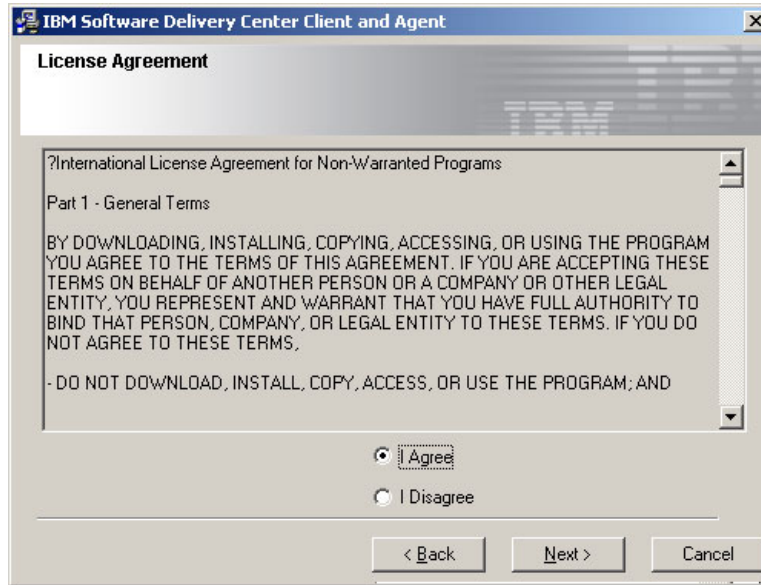 IBM Software Delivery Center Client and Agent
License Agreement
IBM
?International License Agreement for Non-Warranted Programs
Part 1 - General Terms
BY DOWNLOADING, INSTALLING, COPYING, ACCESSING, OR USING THE PROGRAM
YOU AGREE TO THE TERMS OF THIS AGREEMENT. IF YOU ARE ACCEPTING THESE
TERMS ON BEHALF OF ANOTHER PERSON OR A COMPANY OR OTHER LEGAL
ENTITY, YOU REPRESENT AND WARRANT THAT YOU HAVE FULL AUTHORITY TO
BIND THAT PERSON, COMPANY, OR LEGAL ENTITY TO THESE TERMS. IF YOU DO
NOT AGREE TO THESE TERMS,
- DO NOT DOWNLOAD, INSTALL, COPY, ACCESS, OR USE THE PROGRAM; AND
I Agree
I Disagree
< Back Next > Cancel